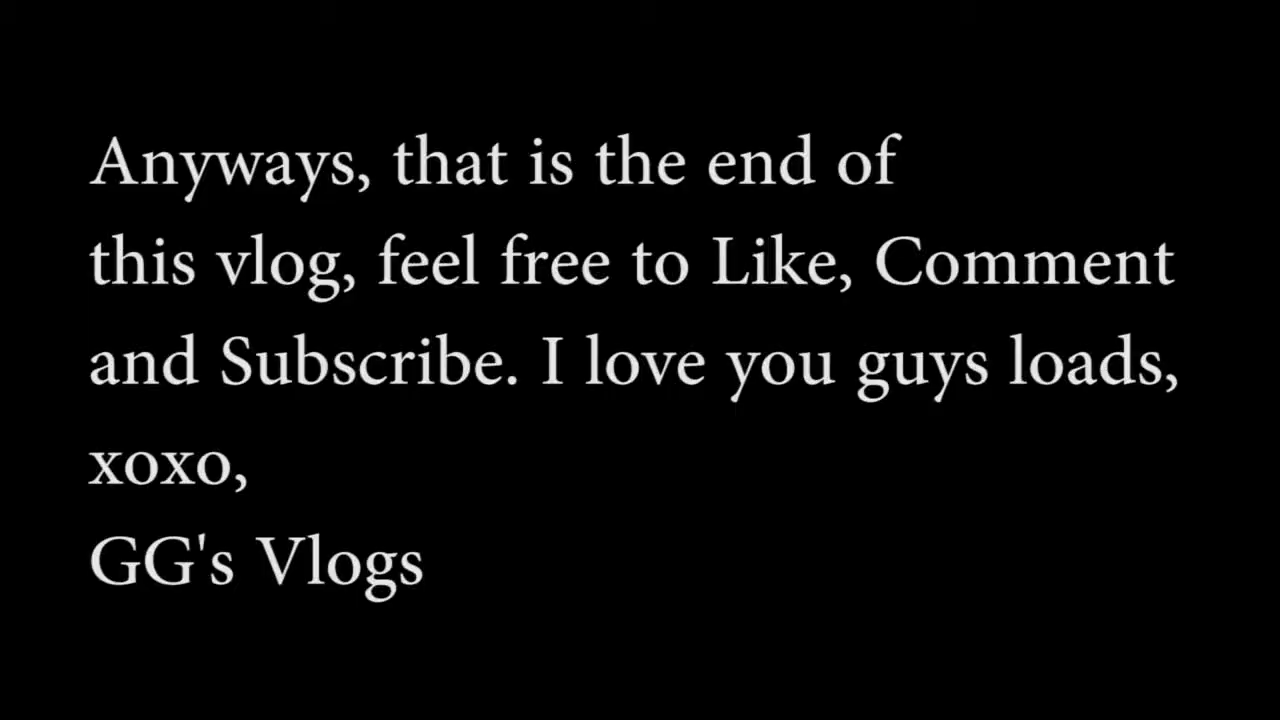 Anyways, that is the end of
this vlog, feel free to Like, Comment
and Subscribe. I love you guys loads,
xoxo,
GG's Vlogs